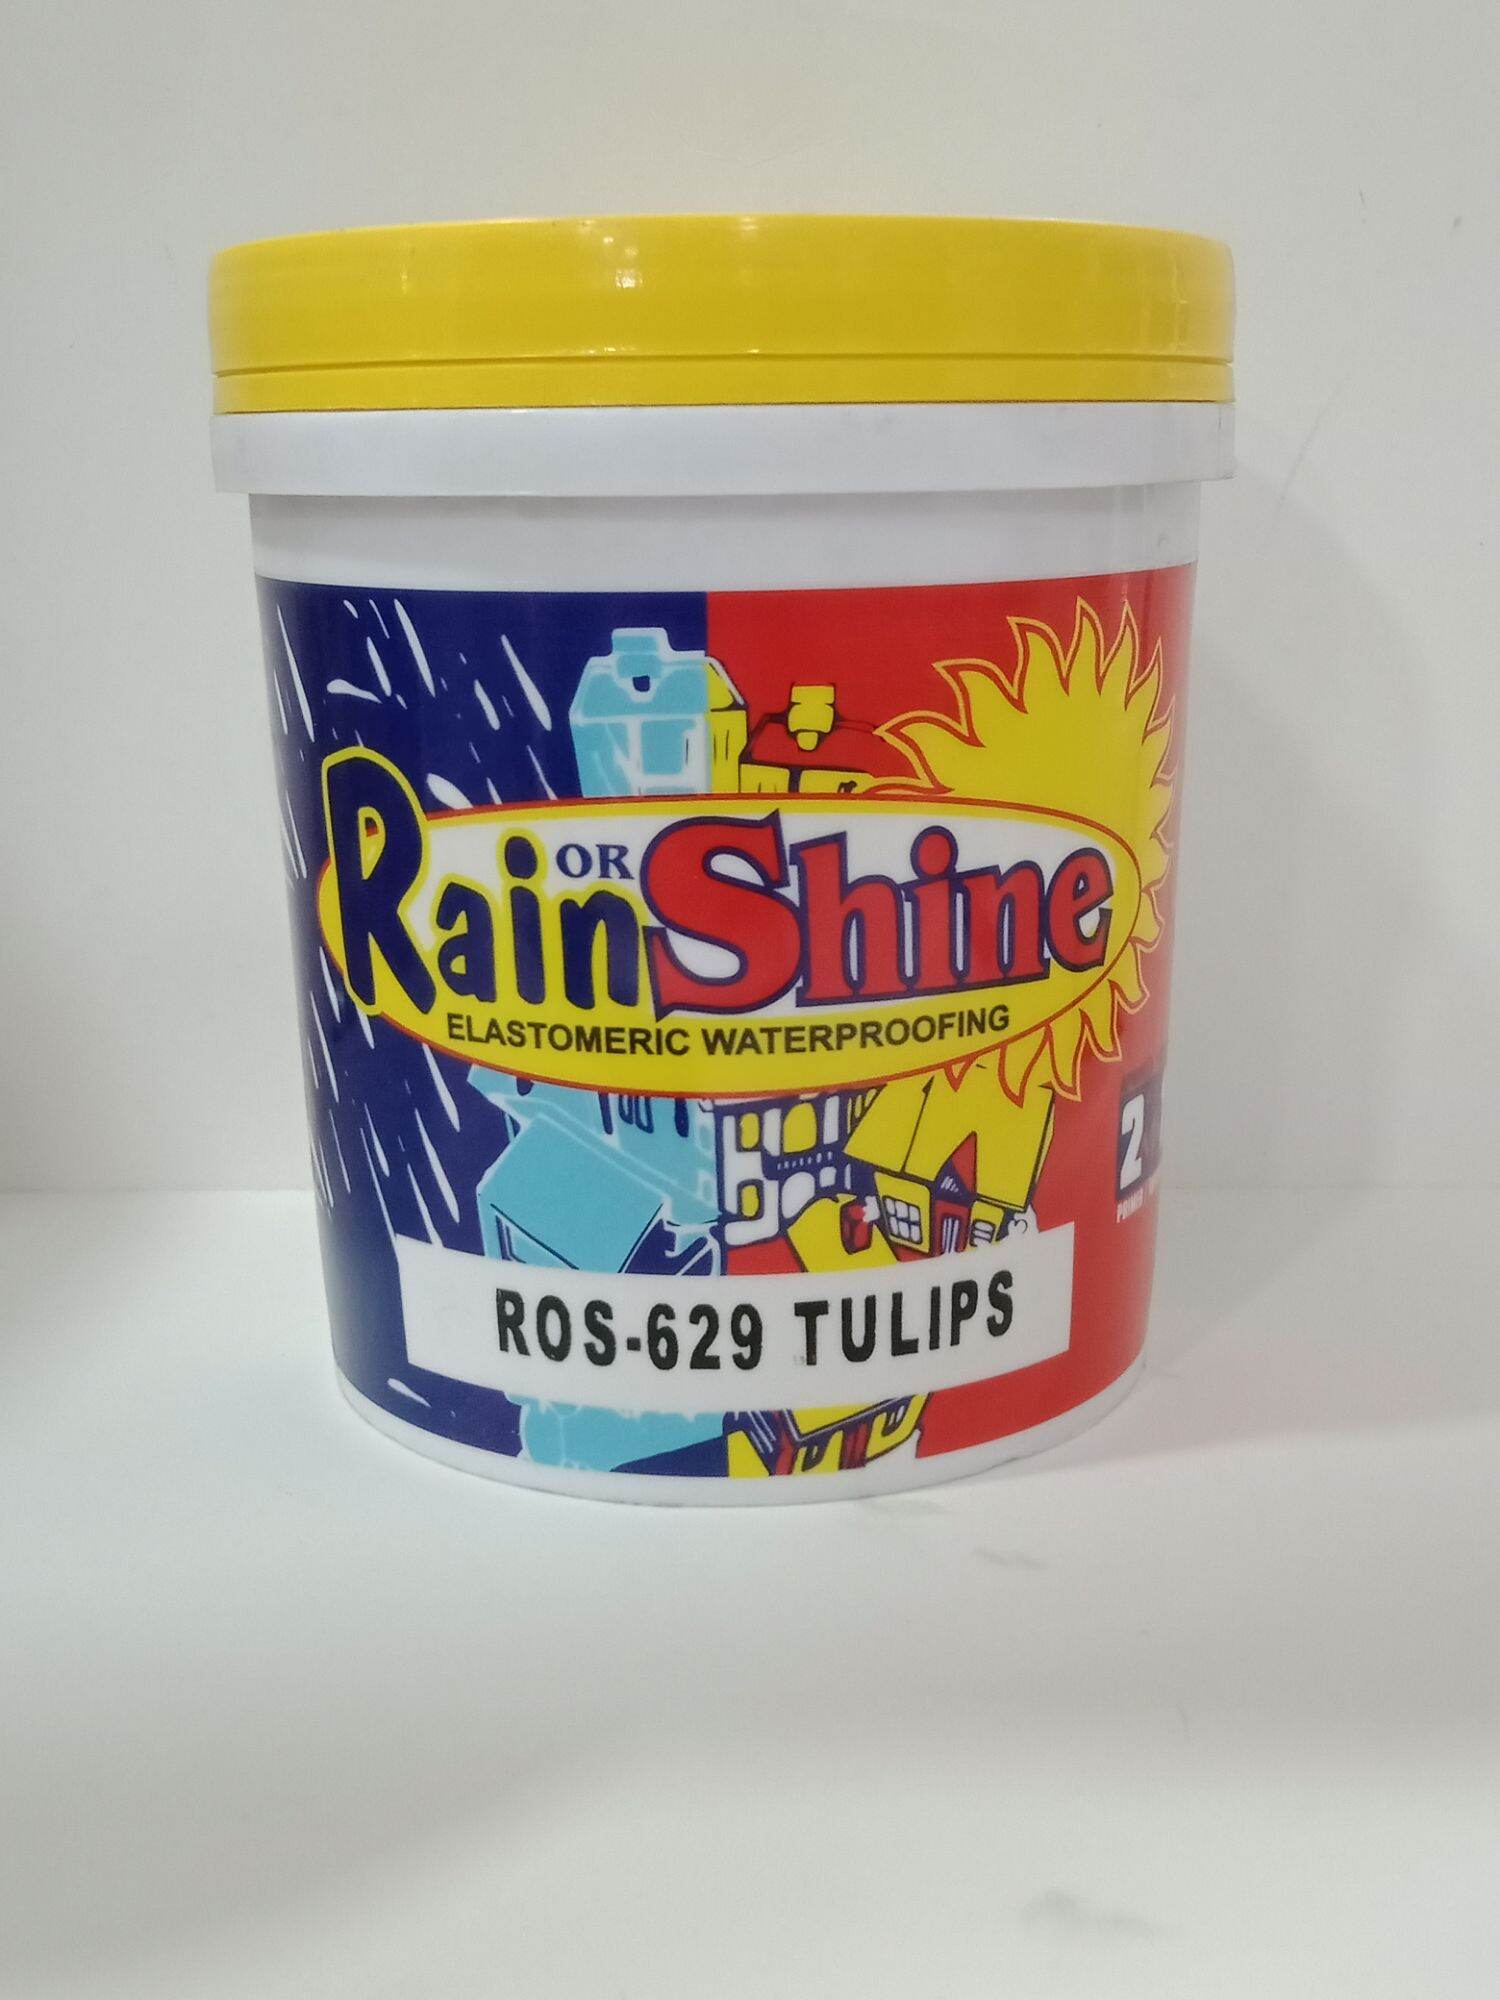 Rain OR Shine
ELASTOMERIC WATERPROOFING
2
ROS-629 TULIPS